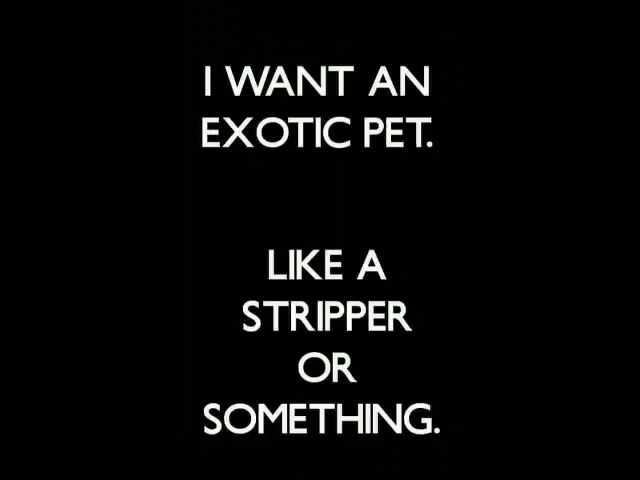 I WANT AN
EXOTIC PET.
LIKE A
STRIPPER
OR
SOMETHING.